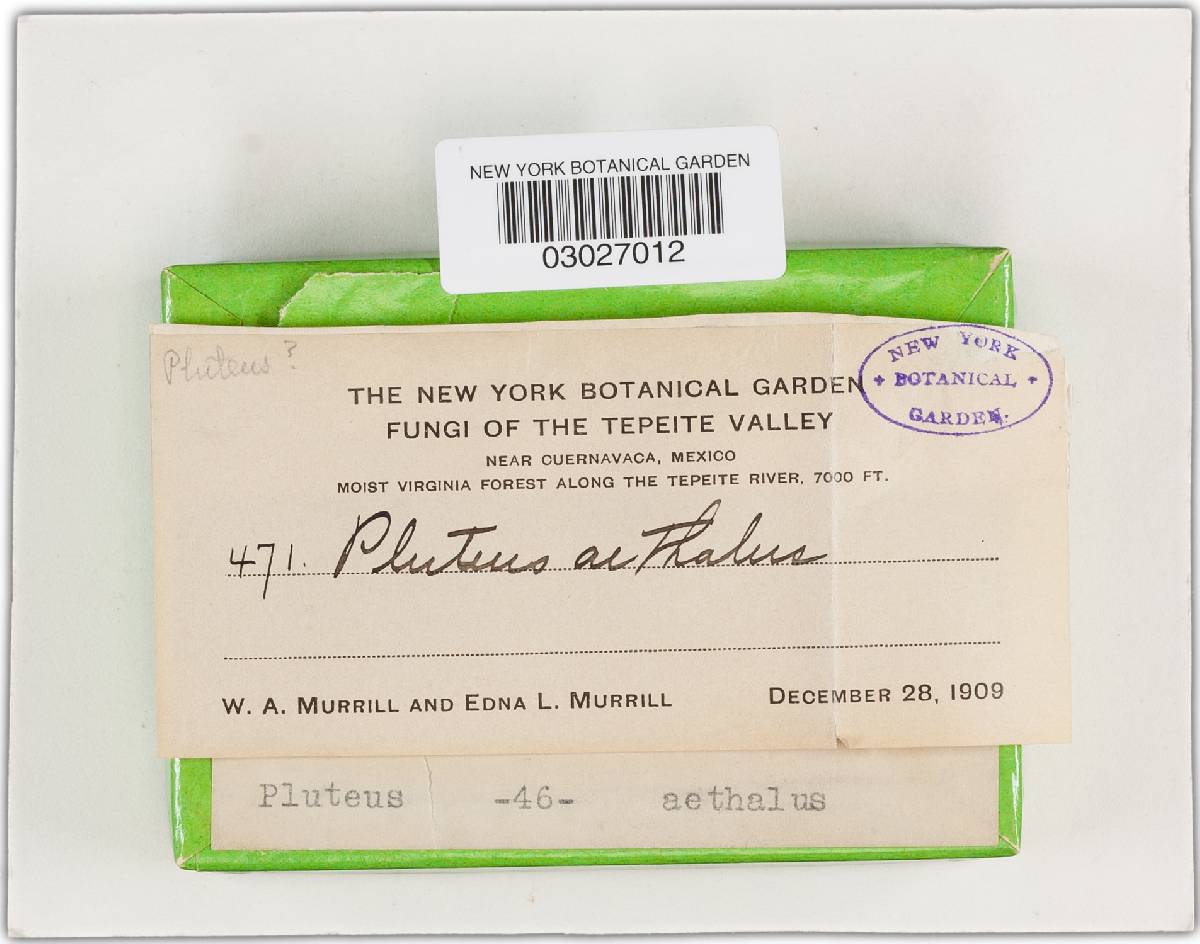 NEW YORK BOTANICAL GARDEN
03027012
Pluteus ?
NEW YORK
+ BOTANICAL +
GARDEN.
THE NEW YORK BOTANICAL GARDEN
FUNGI OF THE TEPEITE VALLEY
NEAR CUERNAVACA, MEXICO
MOIST VIRGINIA FOREST ALONG THE TEPEITE RIVER, 7000 FT.
471. Pluteus aethalus
W. A. MURRILL AND EDNA L. MURRILL DECEMBER 28, 1909
Pluteus -46- aethalus